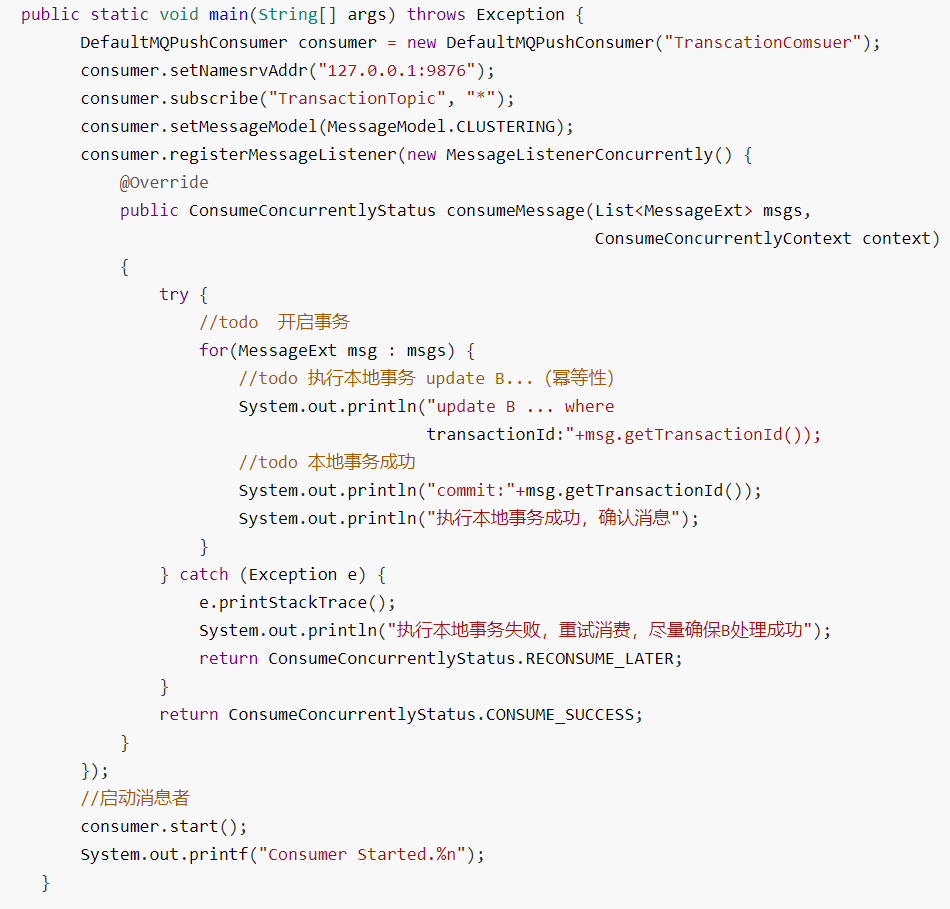 public static void main(String[] args) throws Exception {
DefaultMQPushConsumer consumer = new DefaultMQPushConsumer("TranscationComsuer");
consumer.setNamesrvAddr("127.0.0.1:9876");
consumer.subscribe("TransactionTopic", "*");
consumer.setMessageModel(MessageModel.CLUSTERING);
consumer.registerMessageListener(new MessageListenerConcurrently() {
@Override
public ConsumeConcurrentlyStatus consumeMessage(List<MessageExt> msgs,
ConsumeConcurrentlyContext context)
{
try {
//todo 开启事务
for(MessageExt msg : msgs) {
//todo 执行本地事务 update B...（幂等性）
System.out.println("update B ... where
transactionId:"+msg.getTransactionId());
//todo 本地事务成功
System.out.println("commit:"+msg.getTransactionId());
System.out.println("执行本地事务成功，确认消息");
}
} catch (Exception e) {
e.printStackTrace();
System.out.println("执行本地事务失败，重试消费，尽量确保B处理成功");
return ConsumeConcurrentlyStatus.RECONSUME_LATER;
}
return ConsumeConcurrentlyStatus.CONSUME_SUCCESS;
}
});
//启动消息者
consumer.start();
System.out.printf("Consumer Started.%n");
}